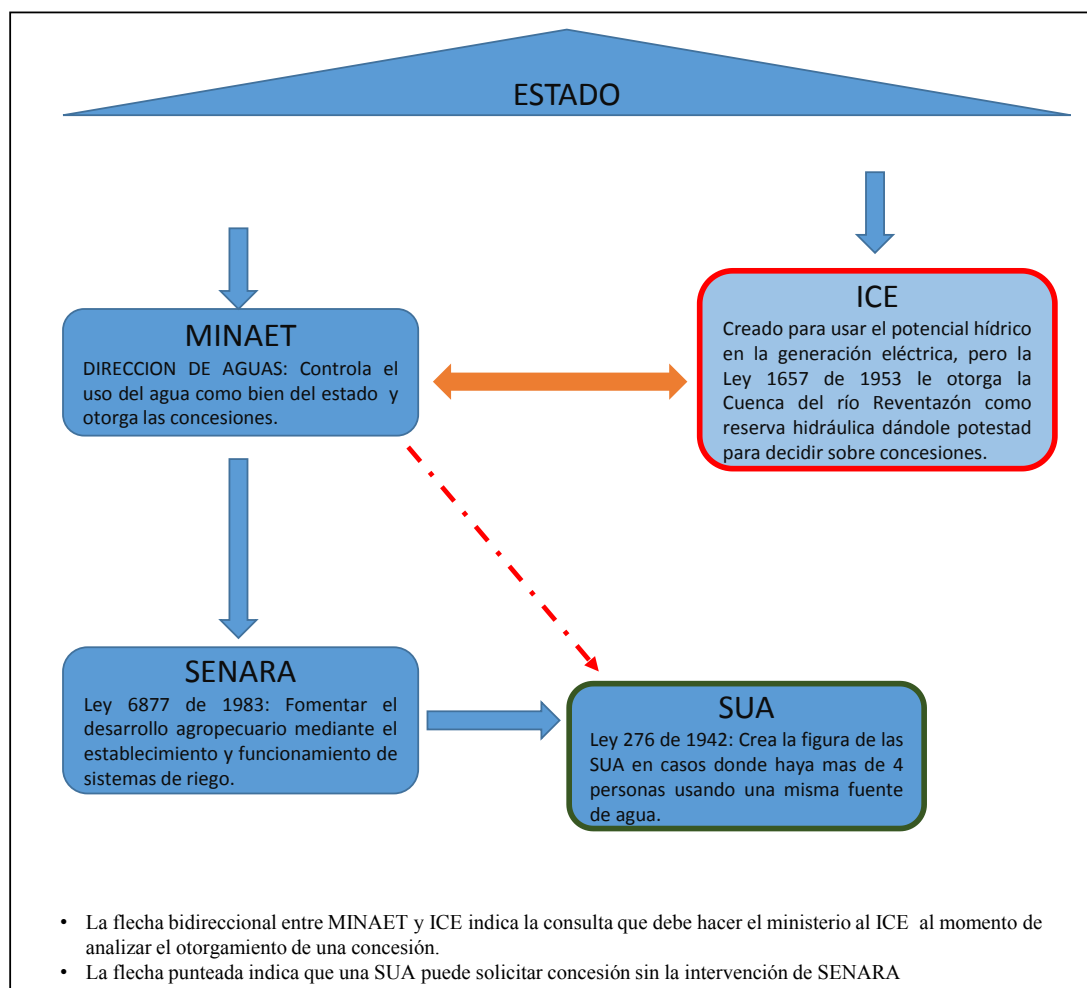 ESTADO
MINAET
DIRECCION DE AGUAS: Controla el
uso del agua como bien del estado y
otorga las concesiones.
ICE
Creado para usar el potencial hídrico
en la generación eléctrica, pero la
Ley 1657 de 1953 le otorga la
Cuenca del río Reventazón como
reserva hidráulica dándole potestad
para decidir sobre concesiones.
SENARA
Ley 6877 de 1983: Fomentar el
desarrollo agropecuario mediante el
establecimiento y funcionamiento de
sistemas de riego.
SUA
Ley 276 de 1942: Crea la figura de las
SUA en casos donde haya mas de 4
personas usando una misma fuente
de agua.
• La flecha bidireccional entre MINAET y ICE indica la consulta que debe hacer el ministerio al ICE al momento de
analizar el otorgamiento de una concesión.
• La flecha punteada indica que una SUA puede solicitar concesión sin la intervención de SENARA